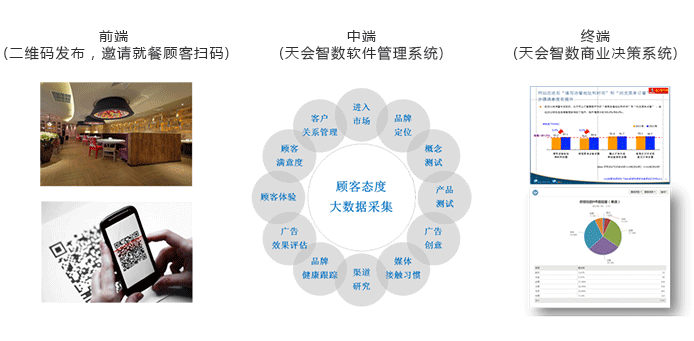 前端
(二维码发布，邀请就餐顾客扫码)
中端
(天会智数软件管理系统)
终端
(天会智数商业决策系统)
进入
市场
品牌
定位
概念
测试
产品
测试
广告
创意
媒体
接触习惯
渠道
研究
品牌
健康跟踪
广告
效果评估
顾客体验
顾客
满意度
客户
关系管理
顾客态度
大数据采集